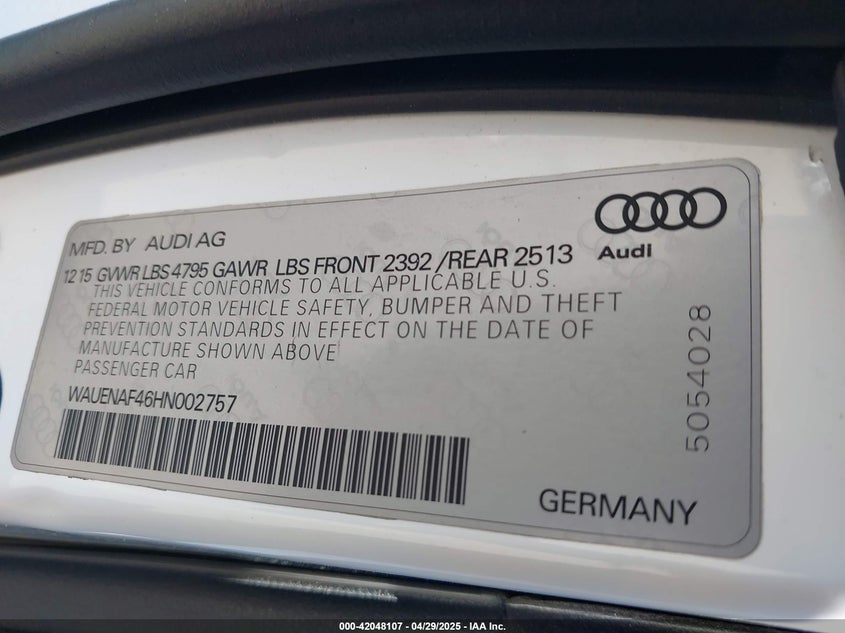 MFD. BY AUDI AG
Audi
12 15 GVWR LBS 4795 GAWR LBS FRONT 2392 /REAR 2513
THIS VEHICLE CONFORMS TO ALL APPLICABLE U.S.
FEDERAL MOTOR VEHICLE SAFETY, BUMPER AND THEFT
PREVENTION STANDARDS IN EFFECT ON THE DATE OF
MANUFACTURE SHOWN ABOVE
PASSENGER CAR
WAUENAF46HN002757
5054028
GERMANY
000-42048107 - 04/29/2025 - IAA Inc.